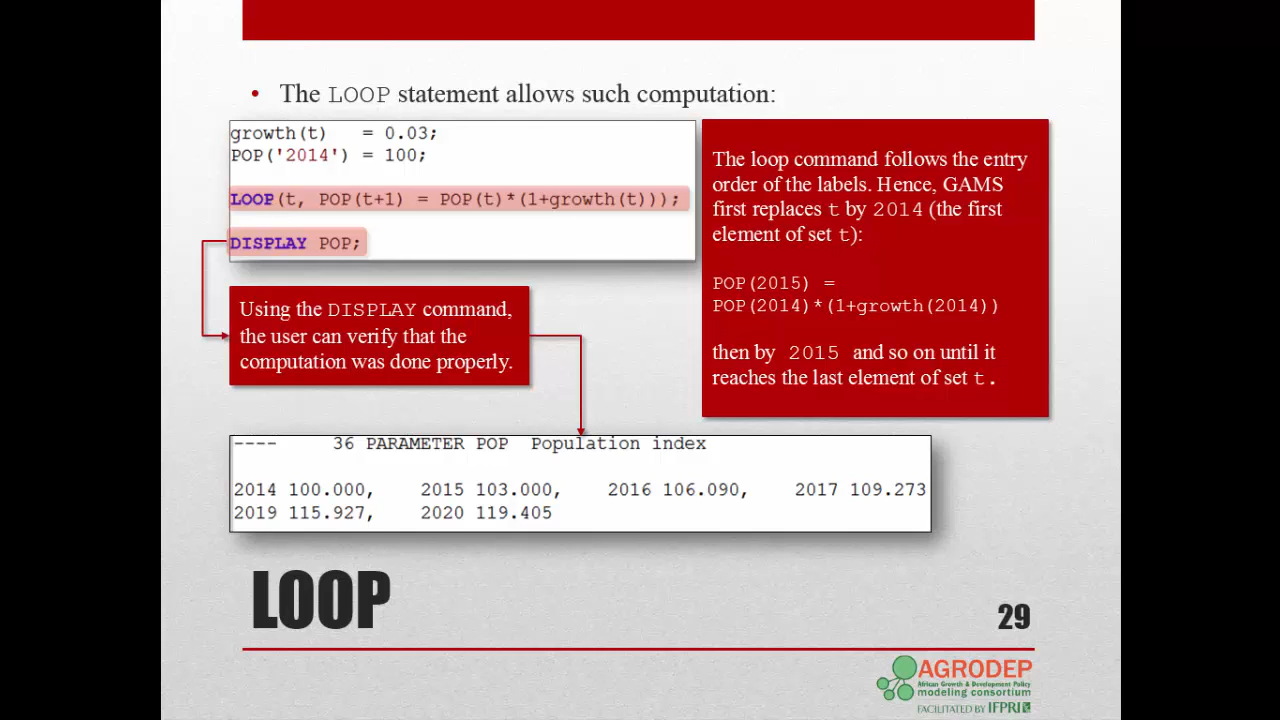 • The LOOP statement allows such computation:
growth(t) = 0.03;
POP('2014') = 100;
LOOP(t, POP(t+1) = POP(t)*(1+growth(t)));
DISPLAY POP;
The loop command follows the entry
order of the labels. Hence, GAMS
first replaces t by 2014 (the first
element of set t):
POP(2015) =
POP(2014)*(1+growth(2014))
then by 2015 and so on until it
reaches the last element of set t.
Using the DISPLAY command,
the user can verify that the
computation was done properly.
---- 36 PARAMETER POP Population index
2014 100.000, 2015 103.000, 2016 106.090, 2017 109.273
2019 115.927, 2020 119.405
LOOP
29
AGRODEP
African Growth & Development Policy
modeling consortium
FACILITATED BY IFPRI